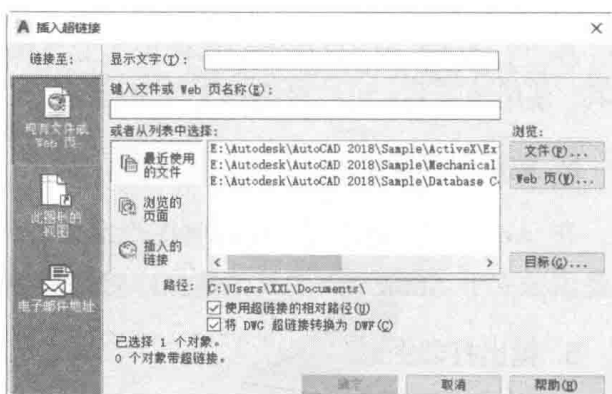 插入超链接
链接至:
显示文字(T):
现有文件或
Web 页
此图形的
视图
电子邮件地址
键入文件或 Web 页名称(E):
或者从列表中选择:
最近使用
的文件
浏览的
页面
插入的
链接
E:\Autodesk\AutoCAD 2018\Sample\ActiveX\Ex
E:\Autodesk\AutoCAD 2018\Sample\Mechanical
E:\Autodesk\AutoCAD 2018\Sample\Database C
浏览:
文件(F)...
Web 页(W)...
目标(G)...
路径: C:\Users\XXL\Documents\
使用超链接的相对路径(U)
将 DWG 超链接转换为 DWF(C)
已选择 1 个对象。
0 个对象带超链接。
确定 取消 帮助(H)